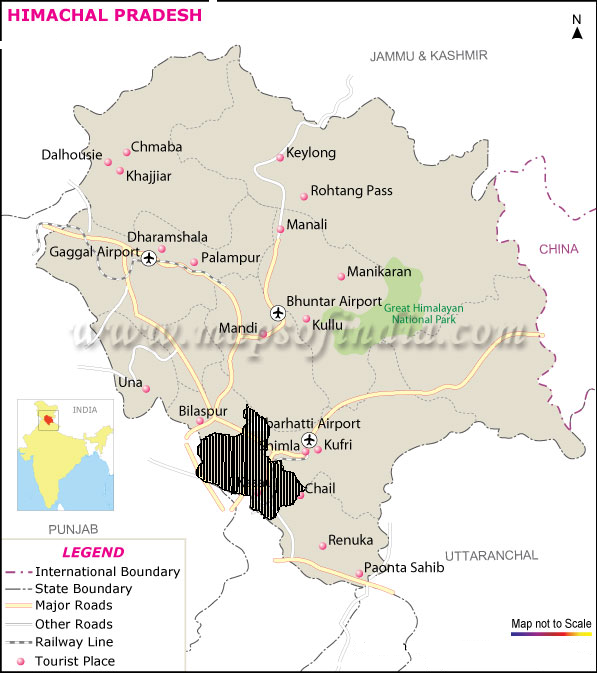 HIMACHAL PRADESH
N
JAMMU & KASHMIR
Chmaba
Dalhousie
Khajjiar
Keylong
Rohtang Pass
Manali
CHINA
Dharamshala
Gaggal Airport
Palampur
Manikaran
Bhuntar Airport
Great Himalayan
National Park
Kullu
Mandi
www.mapsofindia.com
Una
Bilaspur
INDIA
barhatti Airport
Kufri
Chail
PUNJAB
Renuka
UTTARANCHAL
Paonta Sahib
LEGEND
International Boundary
State Boundary
Major Roads
Other Roads
Railway Line
Tourist Place
Map not to Scale